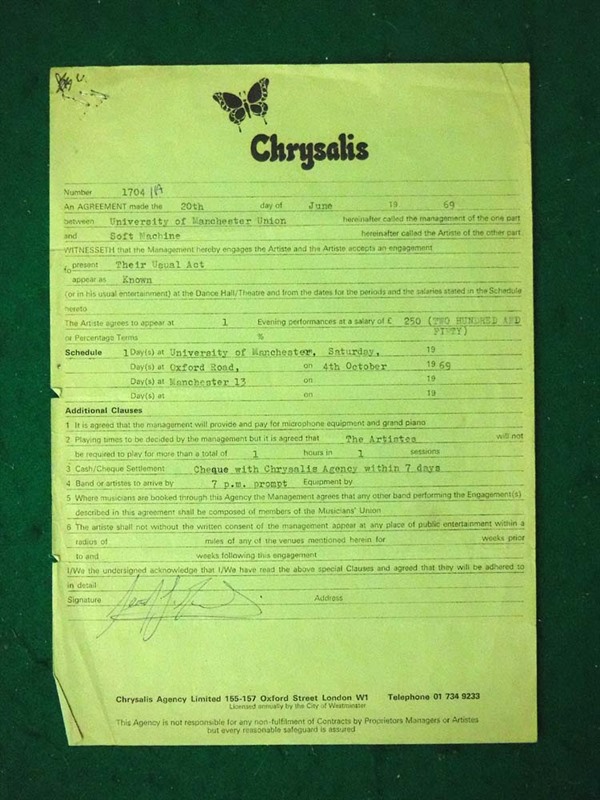 Chrysalis
Number 1704
An AGREEMENT made the 20th day of June 19 69
between University of Manchester Union hereinafter called the management of the one part
and Soft Machine hereinafter called the Artiste of the other part
WITNESSETH that the Management hereby engages the Artiste and the Artiste accepts an engagement
to present Their Usual Act
appear as Known
(or in his usual entertainment) at the Dance Hall/Theatre and from the dates for the periods and the salaries stated in the Schedule
hereto
The Artiste agrees to appear at 1 Evening performances at a salary of £ 250 (TWO HUNDRED AND
FIFTY)
or Percentage Terms %
Schedule 1 Day(s) at University of Manchester, Saturday, 19
Day(s) at Oxford Road, on 4th October 19 69
Day(s) at Manchester 13 on 19
Day(s) at on 19
Additional Clauses
1 It is agreed that the management will provide and pay for microphone equipment and grand piano
2 Playing times to be decided by the management but it is agreed that The Artistes will not
be required to play for more than a total of 1 hours in 1 sessions
3 Cash/Cheque Settlement Cheque with Chrysalis Agency within 7 days
4 Band or artistes to arrive by 7 p.m. prompt Equipment by
5 Where musicians are booked through this Agency the Management agrees that any other band performing the Engagement(s)
described in this agreement shall be composed of members of the Musicians' Union
6 The artiste shall not without the written consent of the management appear at any place of public entertainment within a
radius of miles of any of the venues mentioned herein for weeks prior
to and weeks following this engagement
I/We the undersigned acknowledge that I/We have read the above special Clauses and agreed that they will be adhered to
in detail
Signature Address
Chrysalis Agency Limited 155-157 Oxford Street London W1 Telephone 01 734 9233
Licensed annually by the City of Westminster
This Agency is not responsible for any non-fulfilment of Contracts by Proprietors Managers or Artistes
but every reasonable safeguard is assured